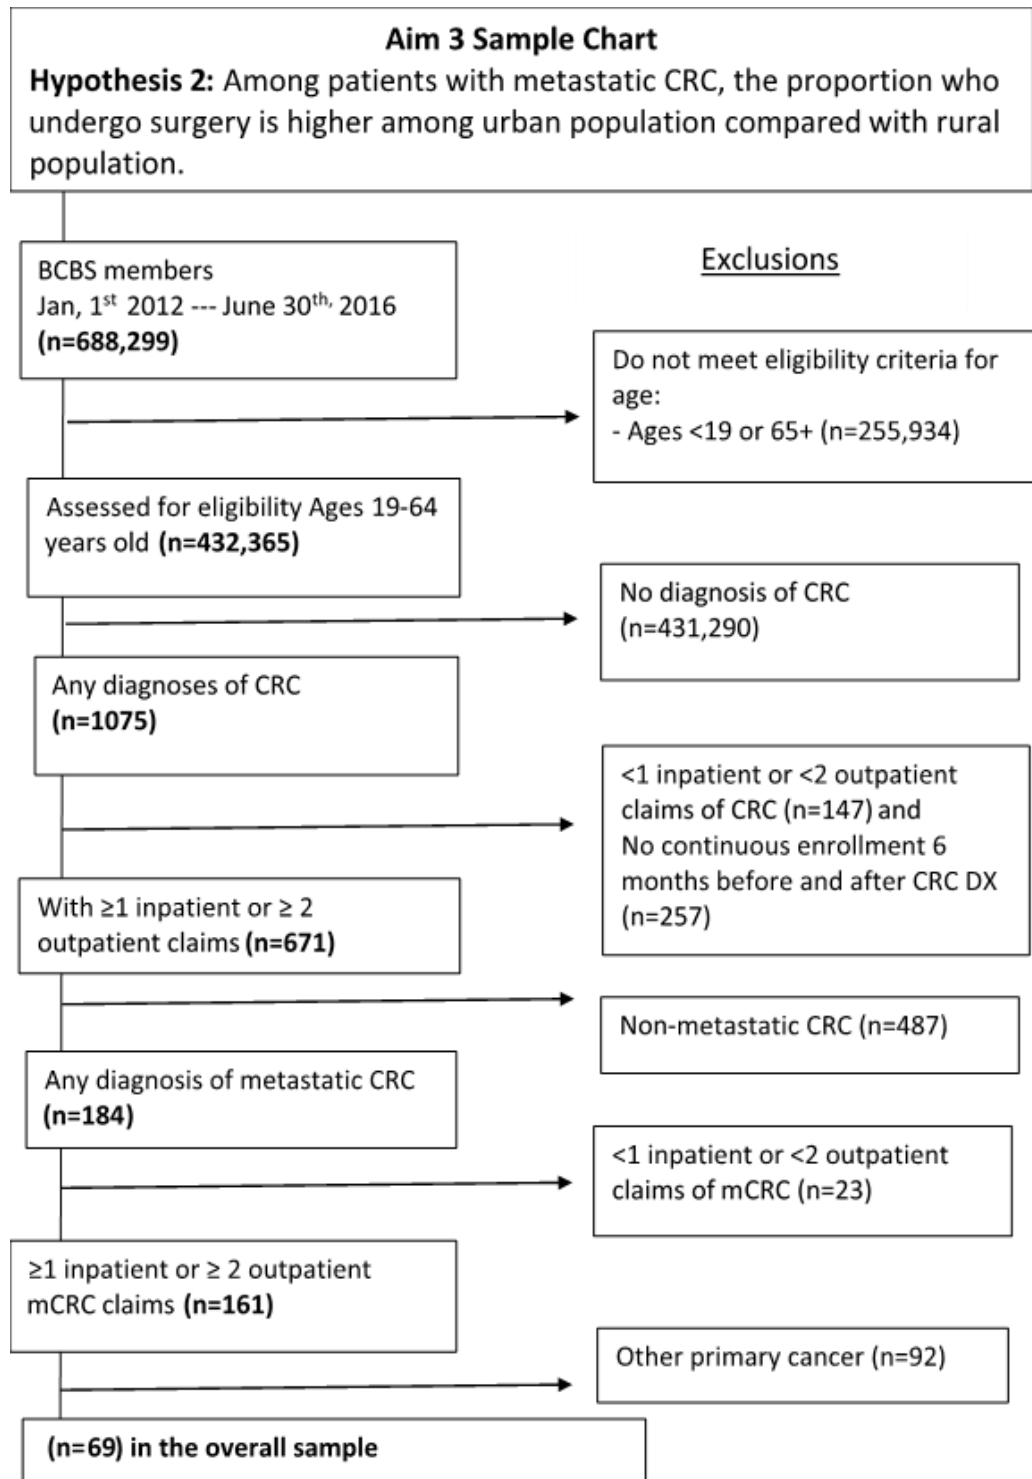 Aim 3 Sample Chart
Hypothesis 2: Among patients with metastatic CRC, the proportion who
undergo surgery is higher among urban population compared with rural
population.
BCBS members
Jan, 1st 2012 --- June 30th, 2016
(n=688,299)
Exclusions
Do not meet eligibility criteria for
age:
- Ages <19 or 65+ (n=255,934)
Assessed for eligibility Ages 19-64
years old (n=432,365)
No diagnosis of CRC
(n=431,290)
Any diagnoses of CRC
(n=1075)
<1 inpatient or <2 outpatient
claims of CRC (n=147) and
No continuous enrollment 6
months before and after CRC DX
(n=257)
With ≥1 inpatient or ≥ 2
outpatient claims (n=671)
Non-metastatic CRC (n=487)
Any diagnosis of metastatic CRC
(n=184)
<1 inpatient or <2 outpatient
claims of mCRC (n=23)
≥1 inpatient or ≥ 2 outpatient
mCRC claims (n=161)
Other primary cancer (n=92)
(n=69) in the overall sample